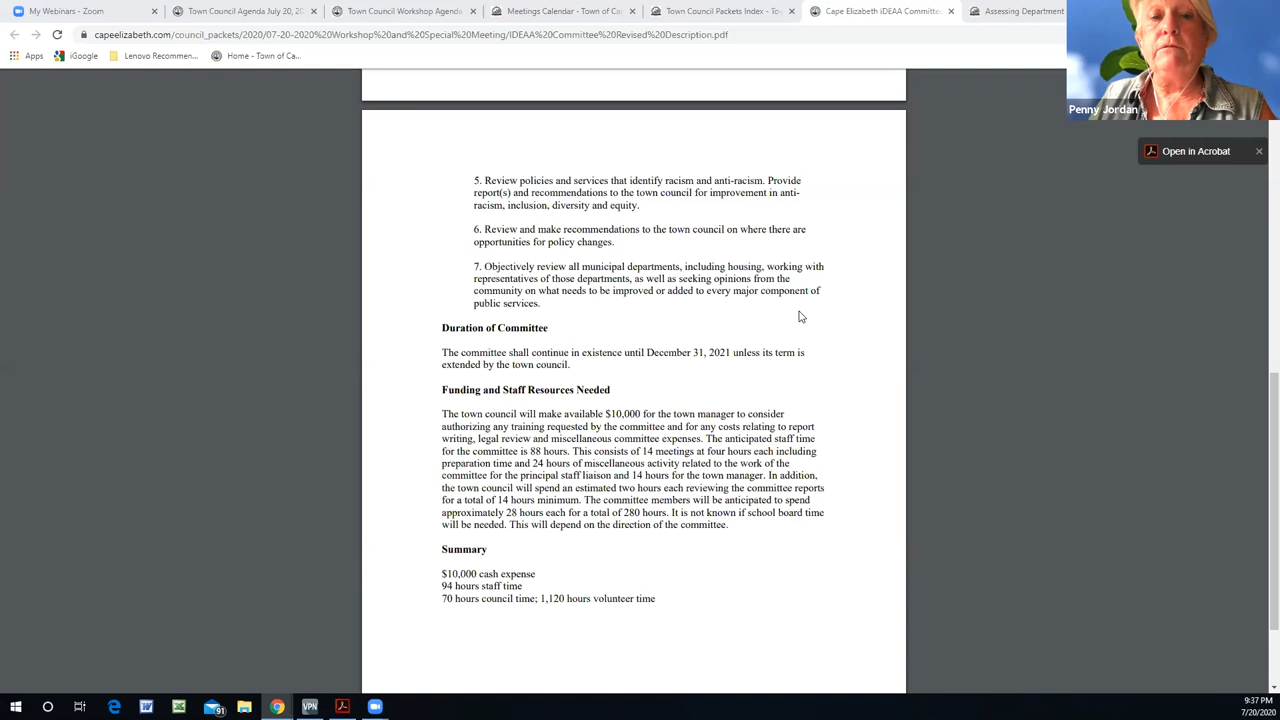 My Webinars - Zoom
Town Council Agenda July 20, 20
Town Council Workshop Agenda
Meetings Calendar - Town of Ca
Town Council Packets Index - To
Cape Elizabeth iDEAA Committe
Assessing Department
capeelizabeth.com/council_packets/2020/07-20-2020%20Workshop%20and%20Special%20Meeting/IDEAA%20Committee%20Revised%20Description.pdf
Apps
iGoogle
Lenovo Recommen...
Home - Town of Ca...
Penny Jordan
Open in Acrobat
5. Review policies and services that identify racism and anti-racism. Provide
report(s) and recommendations to the town council for improvement in anti-
racism, inclusion, diversity and equity.
6. Review and make recommendations to the town council on where there are
opportunities for policy changes.
7. Objectively review all municipal departments, including housing, working with
representatives of those departments, as well as seeking opinions from the
community on what needs to be improved or added to every major component of
public services.
Duration of Committee
The committee shall continue in existence until December 31, 2021 unless its term is
extended by the town council.
Funding and Staff Resources Needed
The town council will make available $10,000 for the town manager to consider
authorizing any training requested by the committee and for any costs relating to report
writing, legal review and miscellaneous committee expenses. The anticipated staff time
for the committee is 88 hours. This consists of 14 meetings at four hours each including
preparation time and 24 hours of miscellaneous activity related to the work of the
committee for the principal staff liaison and 14 hours for the town manager. In addition,
the town council will spend an estimated two hours each reviewing the committee reports
for a total of 14 hours minimum. The committee members will be anticipated to spend
approximately 28 hours each for a total of 280 hours. It is not known if school board time
will be needed. This will depend on the direction of the committee.
Summary
$10,000 cash expense
94 hours staff time
70 hours council time; 1,120 hours volunteer time
VPN
91
9:37 PM
7/20/2020